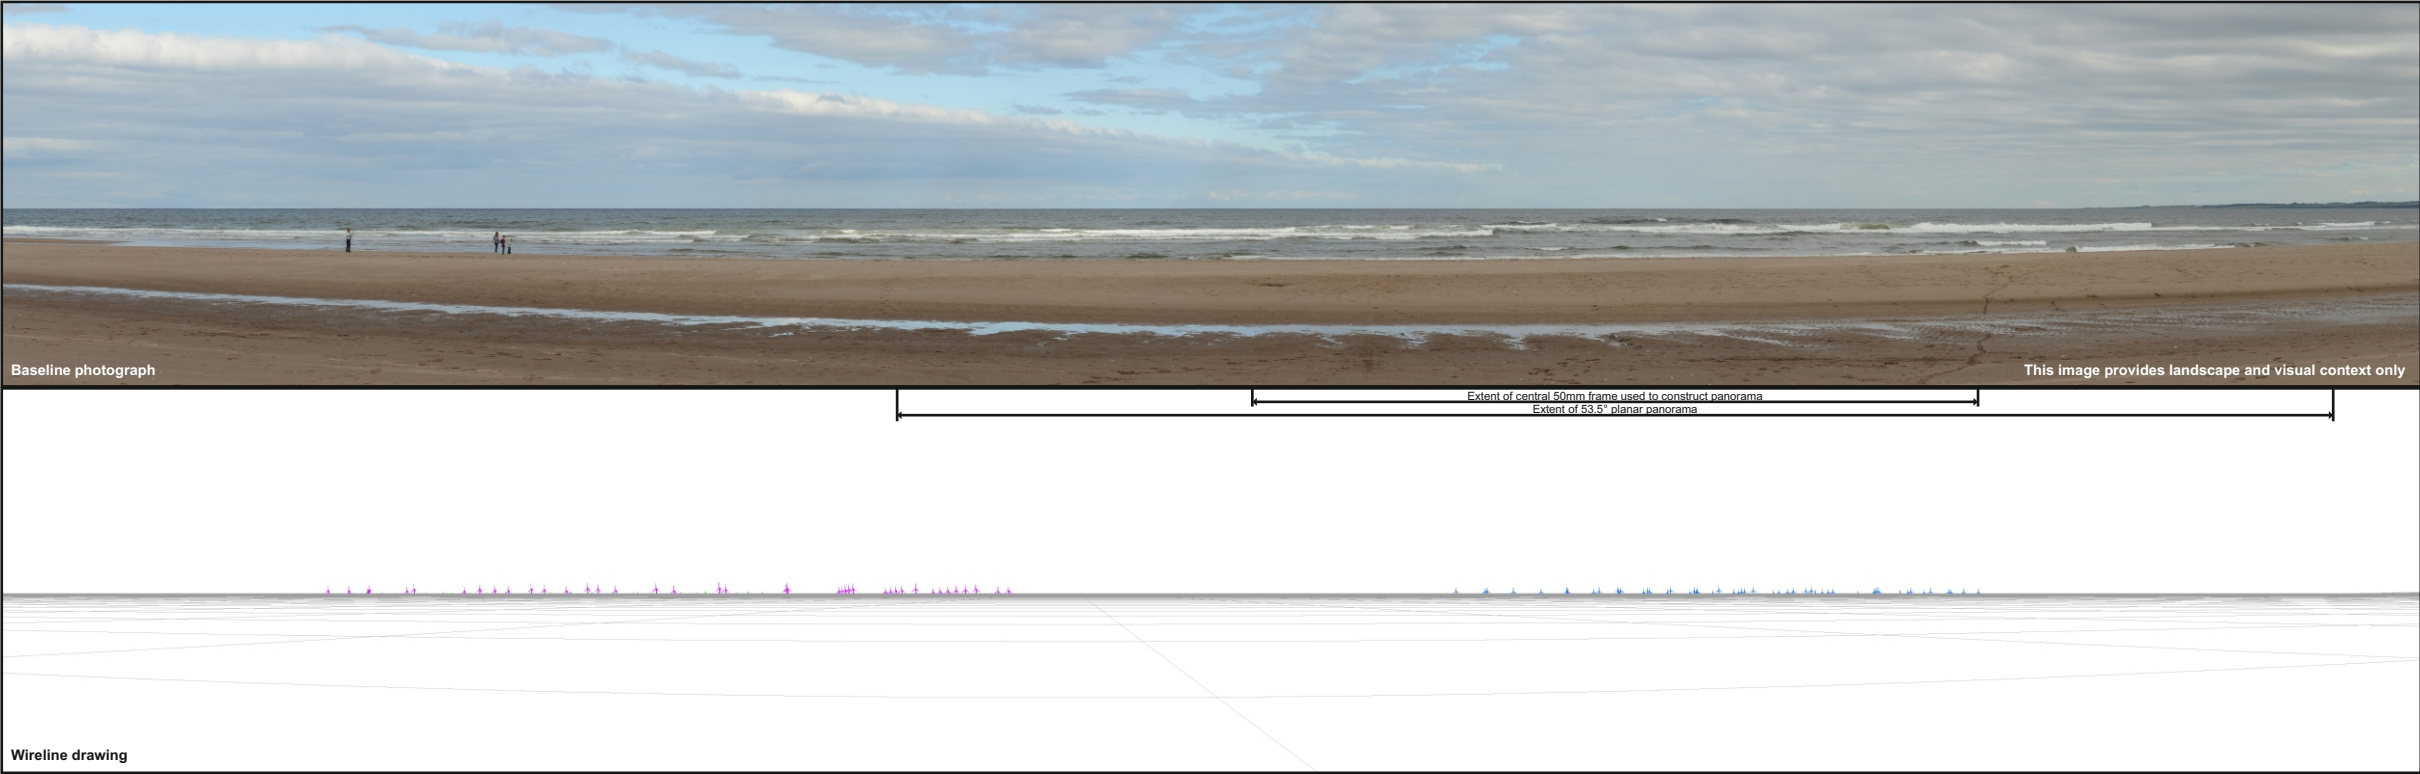 Baseline photograph
This image provides landscape and visual context only
Extent of central 50mm frame used to construct panorama
Extent of 53.5° planar panorama
Wireline drawing